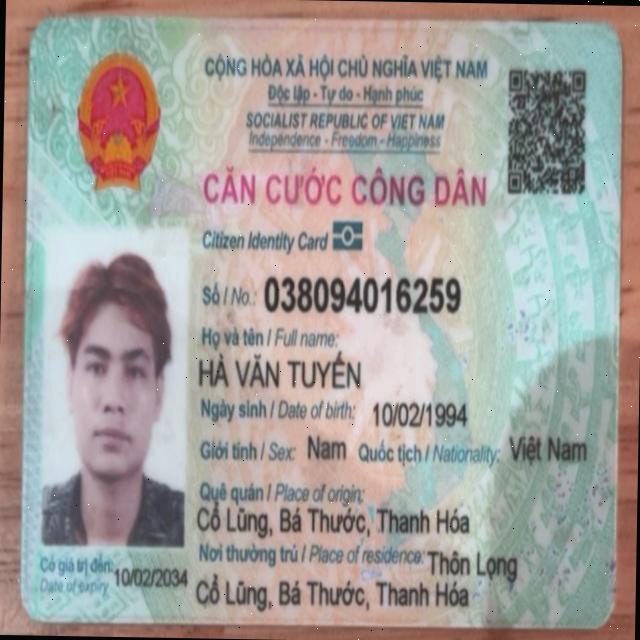 CỘNG HÒA XÃ HỘI CHỦ NGHĨA VIỆT NAM
Độc lập - Tự do - Hạnh phúc
SOCIALIST REPUBLIC OF VIET NAM
Independence - Freedom - Happiness
CĂN CƯỚC CÔNG DÂN
Citizen Identity Card
Số / No.: 038094016259
Họ và tên / Full name:
HÀ VĂN TUYẾN
Ngày sinh / Date of birth: 10/02/1994
Giới tính / Sex: Nam Quốc tịch / Nationality: Việt Nam
Quê quán / Place of origin:
Cổ Lũng, Bá Thước, Thanh Hóa
Nơi thường trú / Place of residence: Thôn Lọng
Cổ Lũng, Bá Thước, Thanh Hóa
Có giá trị đến: 10/02/2034
Date of expiry